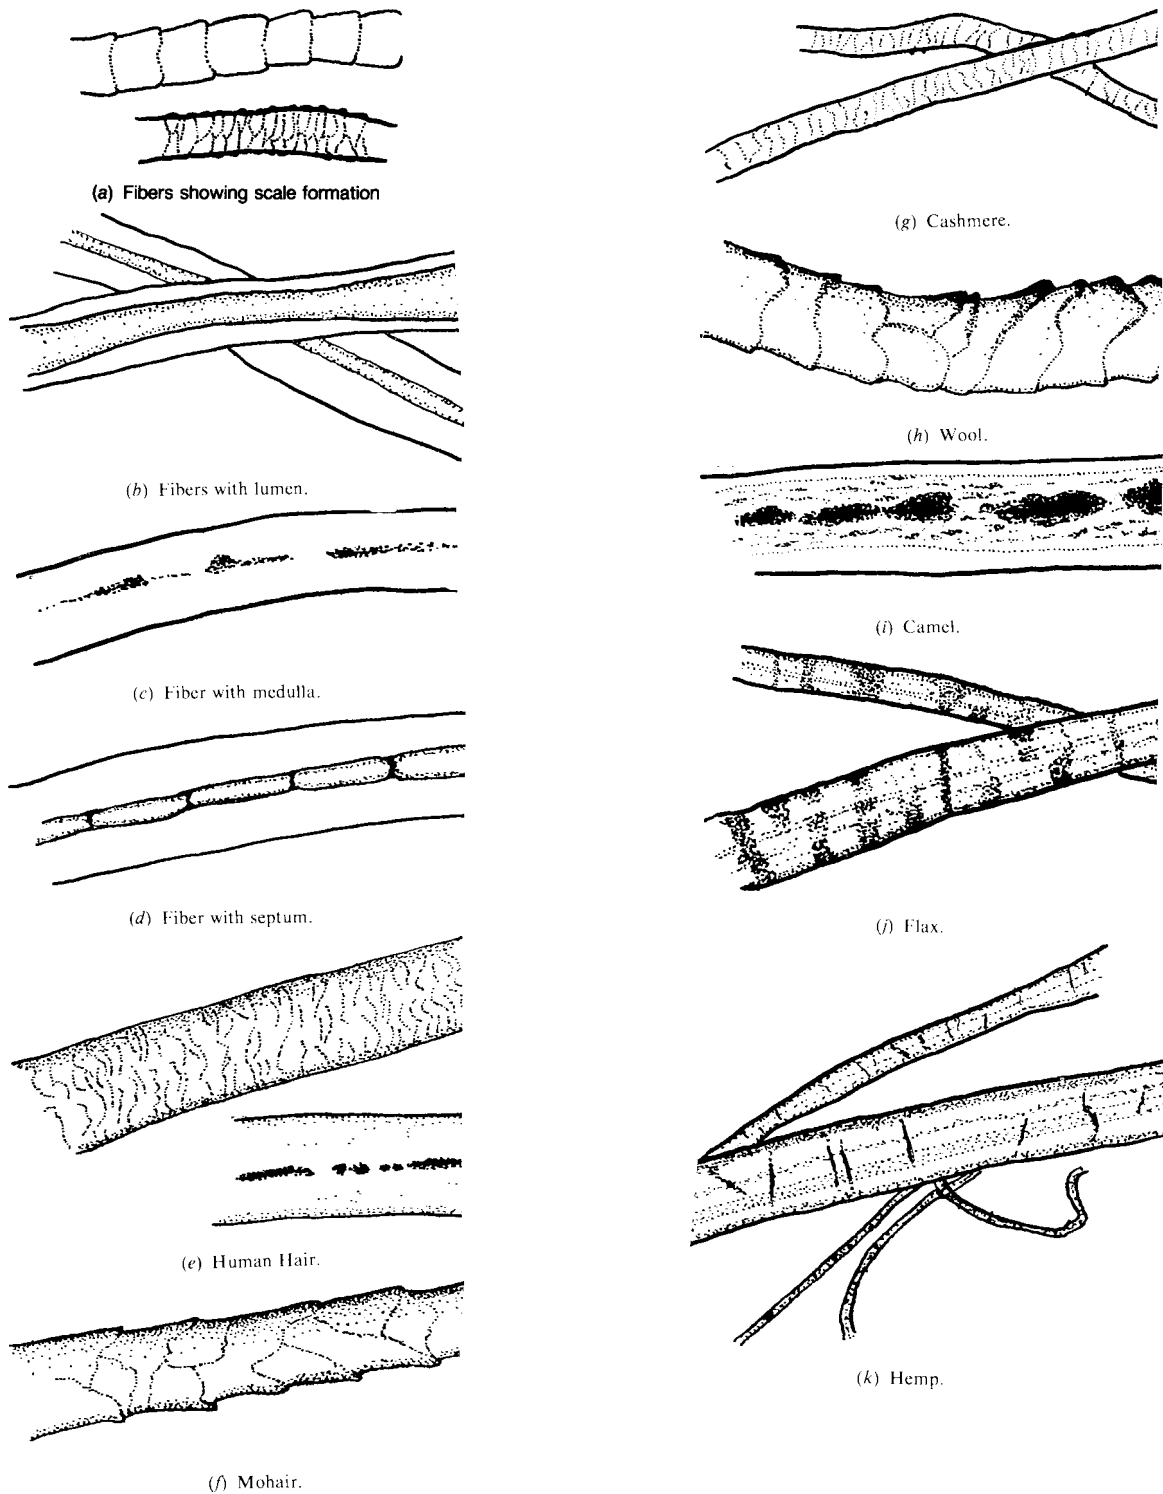 (a) Fibers showing scale formation
(b) Fibers with lumen.
(c) Fiber with medulla.
(d) Fiber with septum.
(e) Human Hair.
(f) Mohair.
(g) Cashmere.
(h) Wool.
(i) Camel.
(j) Flax.
(k) Hemp.